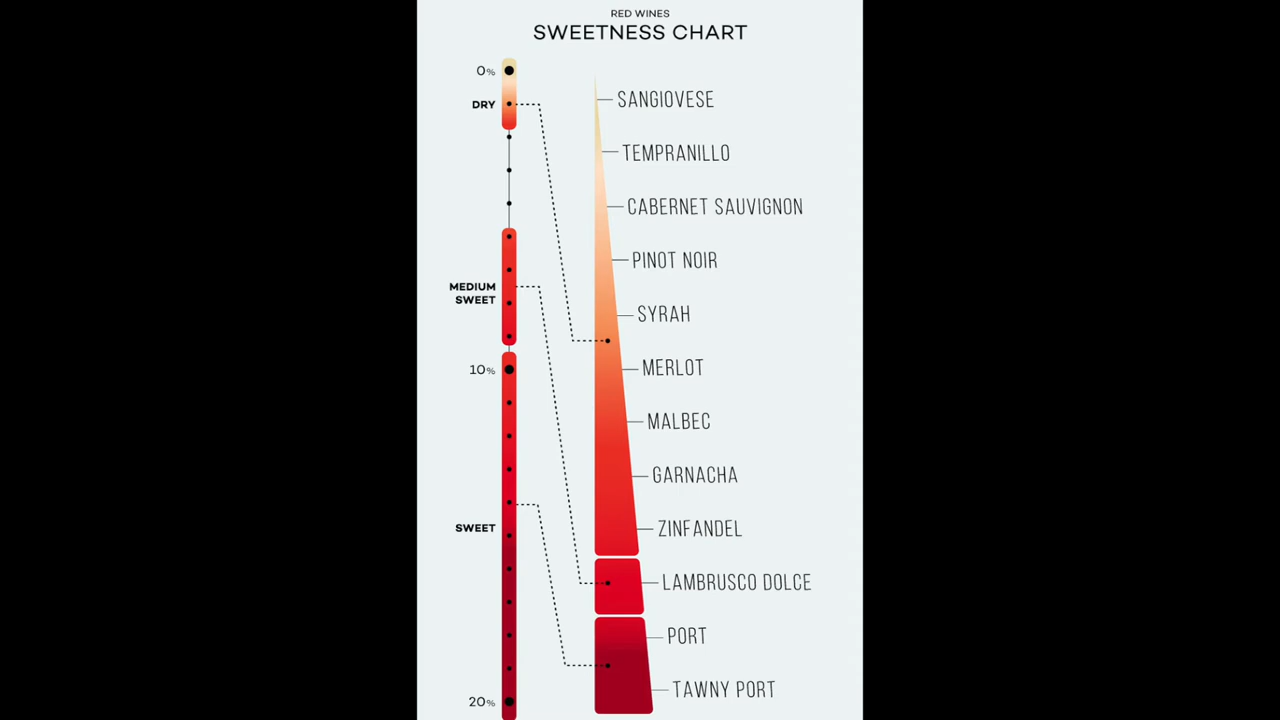 RED WINES
SWEETNESS CHART
0%
DRY
MEDIUM
SWEET
10%
SWEET
20%
SANGIOVESE
TEMPRANILLO
CABERNET SAUVIGNON
PINOT NOIR
SYRAH
MERLOT
MALBEC
GARNACHA
ZINFANDEL
LAMBRUSCO DOLCE
PORT
TAWNY PORT